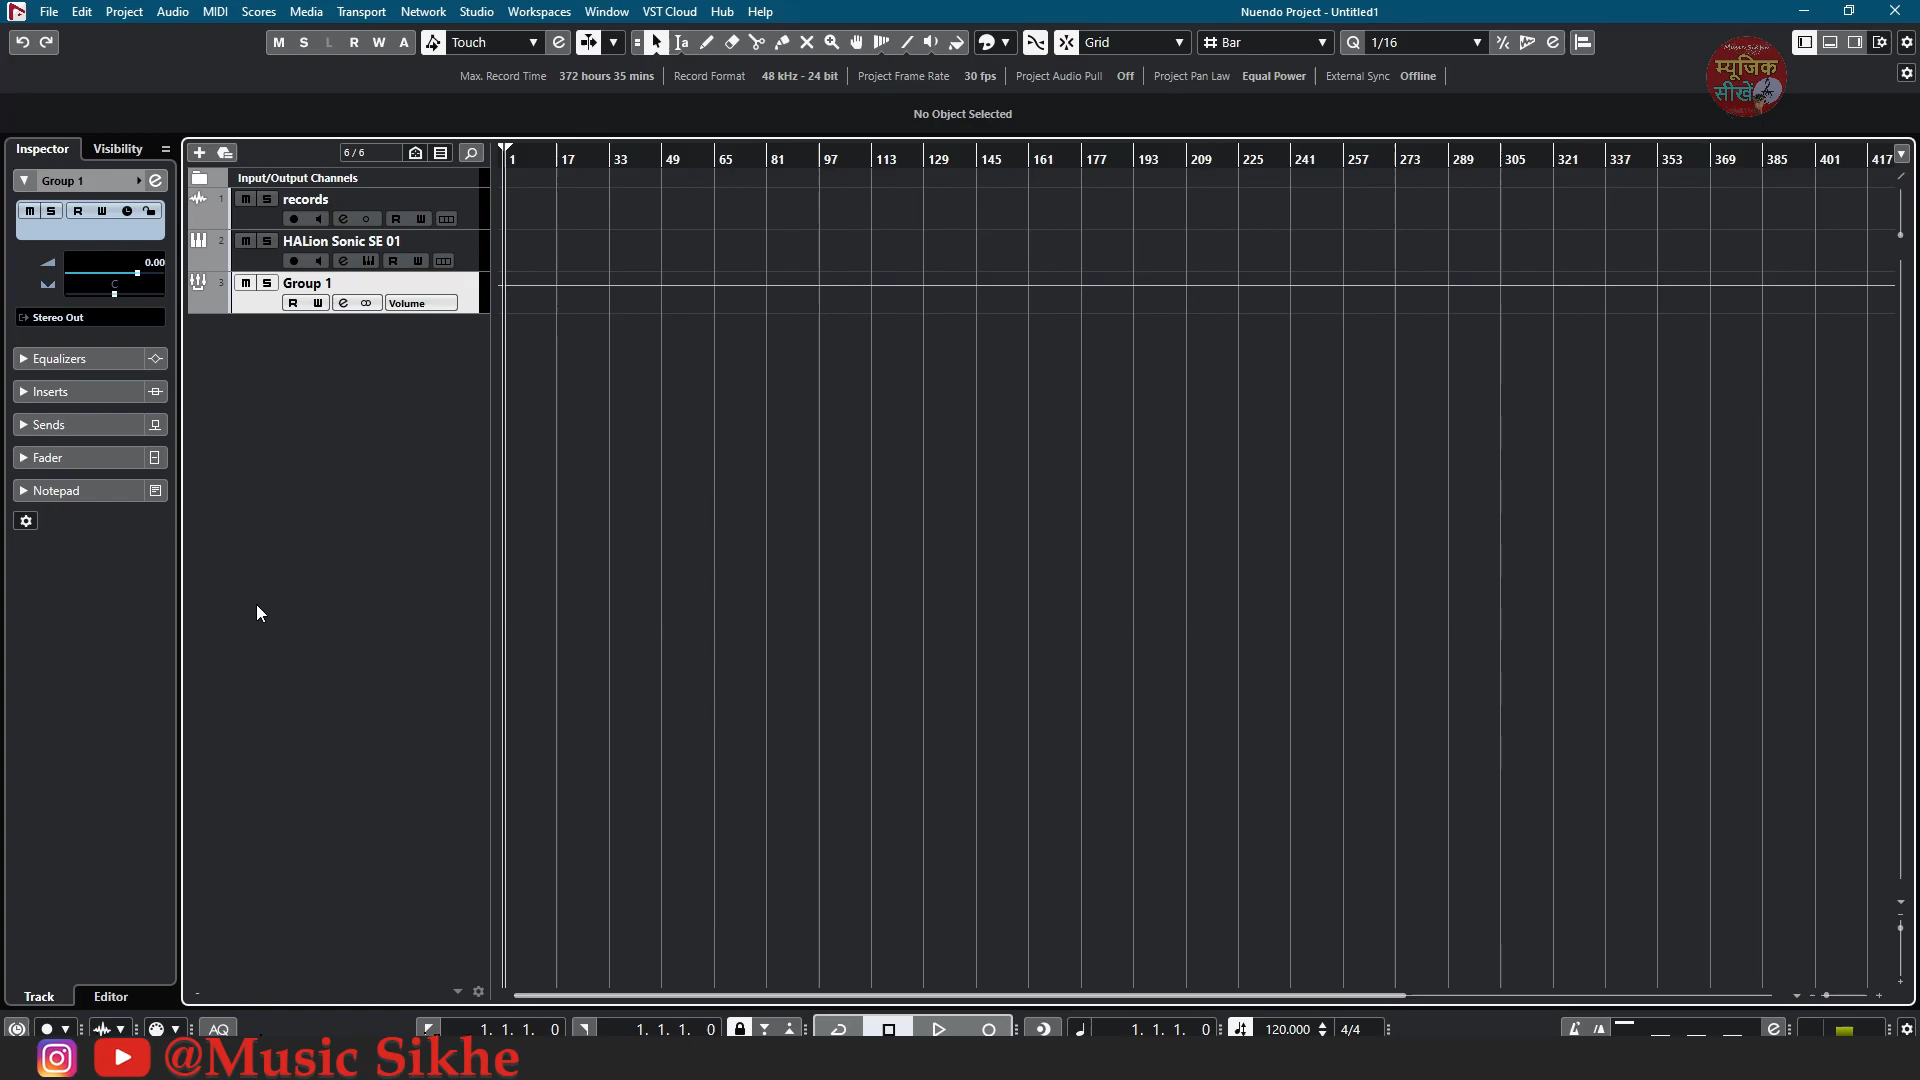 File Edit Project Audio MIDI Scores Media Transport Network Studio Workspaces Window VST Cloud Hub Help Nuendo Project - Untitled1
M S L R W A Touch Grid Bar Q 1/16
Max. Record Time 372 hours 35 mins Record Format 48 kHz - 24 bit Project Frame Rate 30 fps Project Audio Pull Off Project Pan Law Equal Power External Sync Offline
म्यूजिक
सीखें
No Object Selected
Inspector Visibility
6 / 6
1 17 33 49 65 81 97 113 129 145 161 177 193 209 225 241 257 273 289 305 321 337 353 369 385 401 417
Input/Output Channels
Group 1
1 m s records
m s R W
R W
2 m s HALion Sonic SE 01
R W
0.00
C
3 m s Group 1
R W Volume
Stereo Out
Equalizers
Inserts
Sends
Fader
Notepad
Track Editor
AQ 1. 1. 1. 0 1. 1. 1. 0 1. 1. 1. 0 120.000 4/4
@Music Sikhe